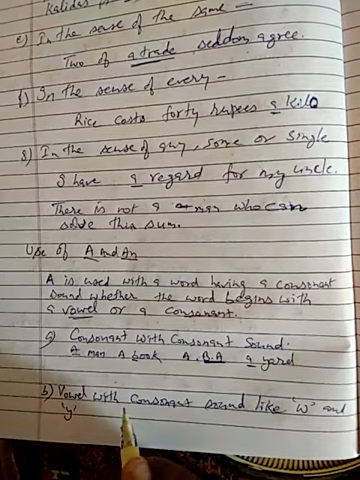 Kalidas
e) In the sense of the same —
Two of a trade seldom agree.
f) In the sense of every —
Rice costs forty rupees a kilo
g) In the sense of any, some or single
I have a regard for my uncle.
There is not a man who can
solve this sum.
Use of A and An
A is used with a word having a consonant
sound whether the word begins with
a vowel or a consonant.
a) Consonant with Consonant Sound.
A man A book A.B.A a yard
b) Vowel with consonant sound like 'w' and
'y'